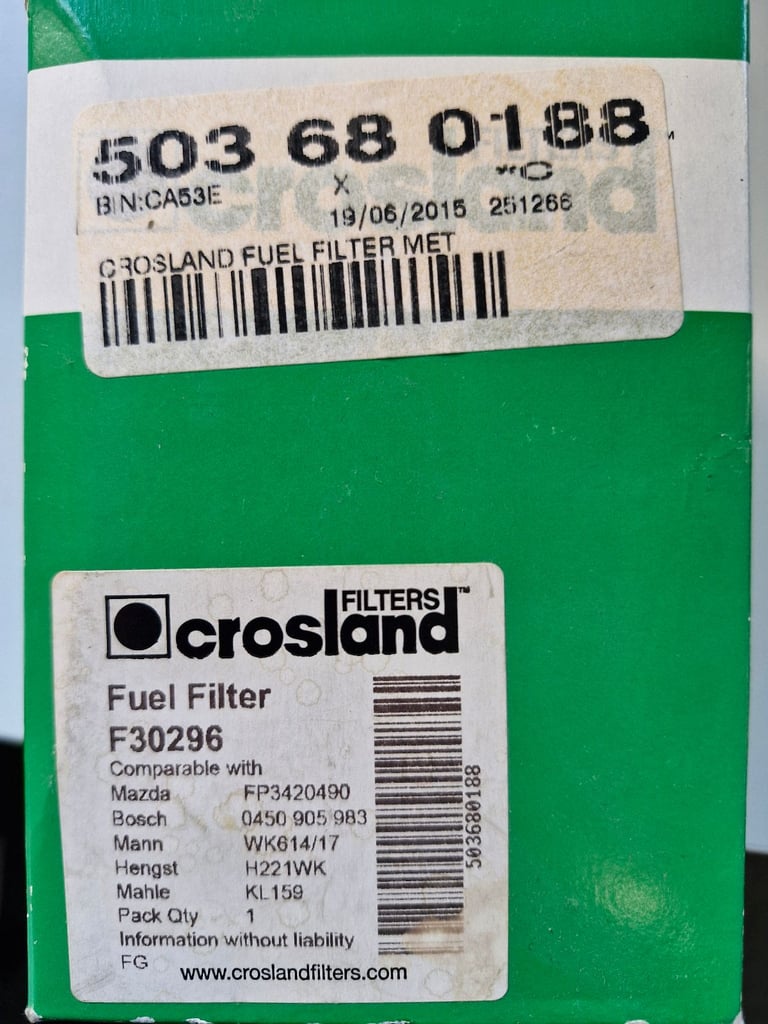 503 68 0188
BIN:CA53E X *C
19/06/2015 251266
CROSLAND FUEL FILTER MET
crosland FILTERS™
Fuel Filter
F30296
Comparable with
Mazda FP3420490
Bosch 0450 905 983
Mann WK614/17
Hengst H221WK
Mahle KL159
Pack Qty 1
Information without liability
FG www.croslandfilters.com
503680188